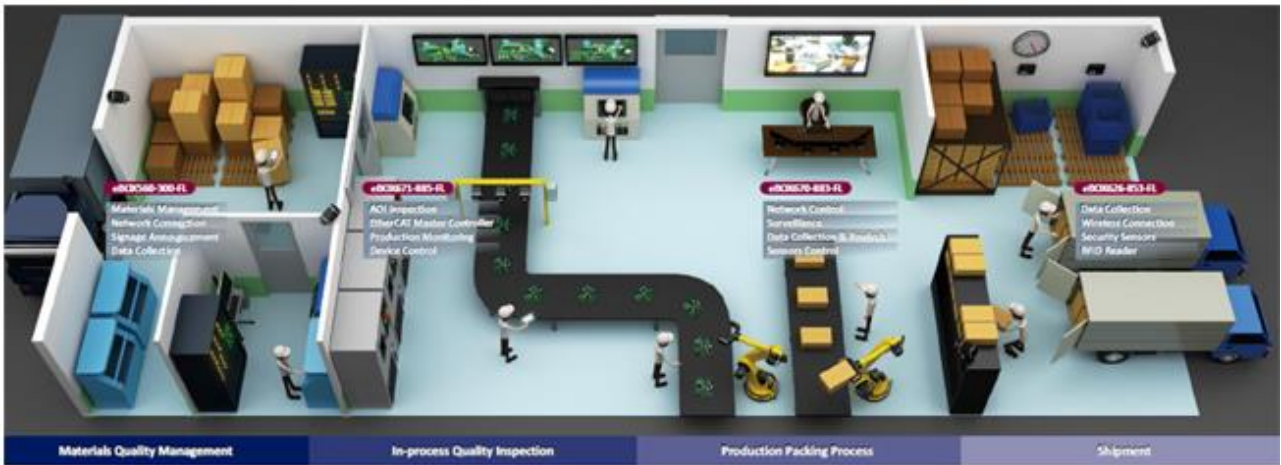 eBOX560-300-FL
Materials Management
Network Connection
Signage Announcement
Data Collection
eBOX671-885-FL
AOI Inspection
EtherCAT Master Controller
Production Monitoring
Device Control
eBOX670-883-FL
Network Control
Surveillance
Data Collection &
Sensors Control
eBOX626-853-FL
Data Collection
Wireless Connection
Security Sensors
RFID Reader
Materials Quality Management
In-process Quality Inspection
Production Packing Process
Shipment